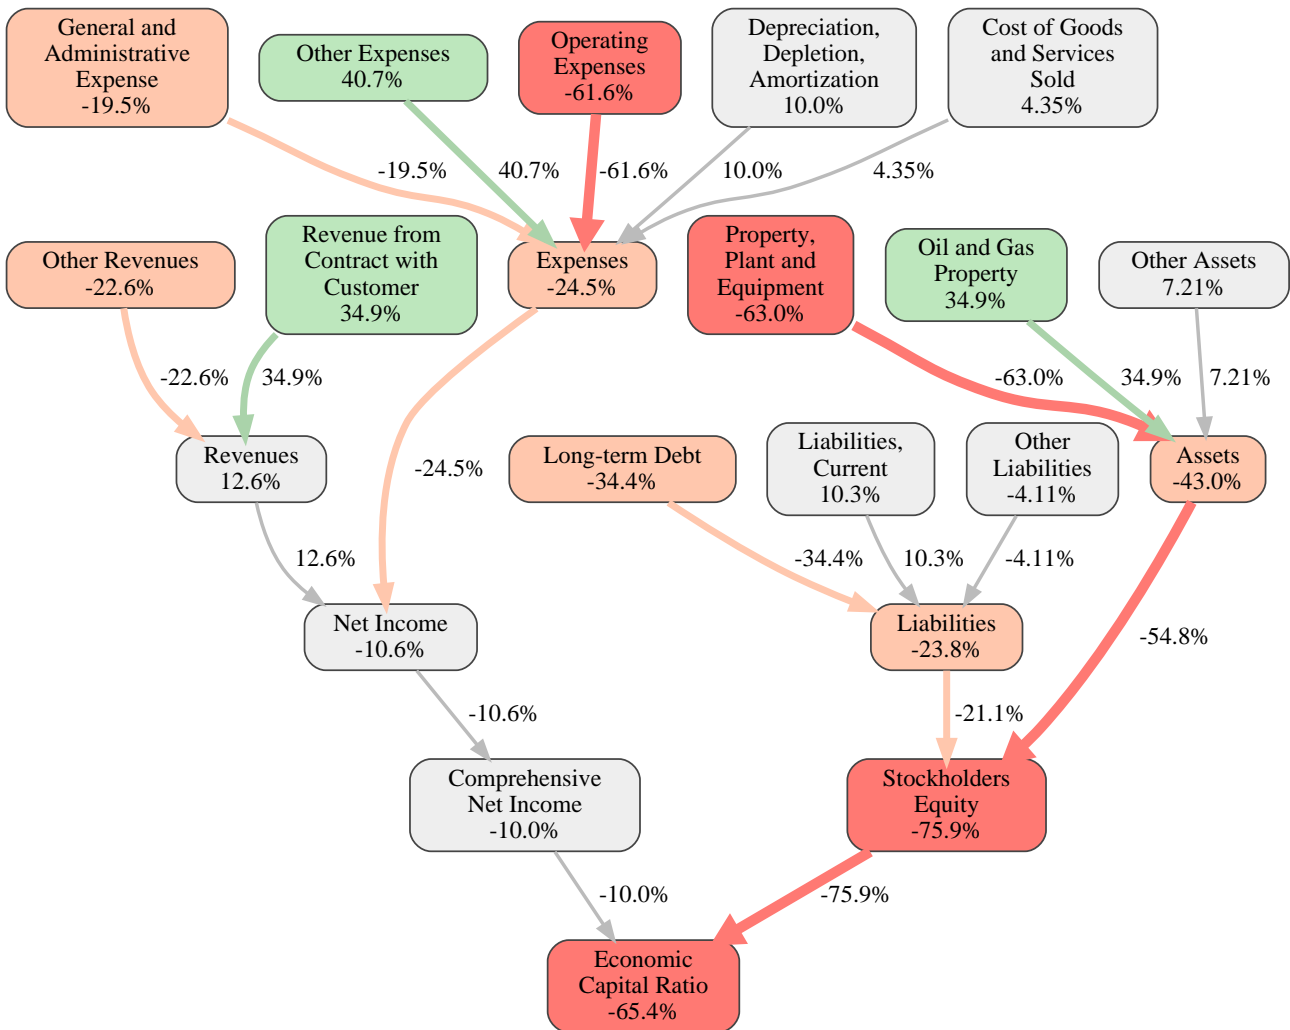 General and
Administrative
Expense
-19.5%
Other Expenses
40.7%
Operating
Expenses
-61.6%
Depreciation,
Depletion,
Amortization
10.0%
Cost of Goods
and Services
Sold
4.35%
-19.5%
40.7%
-61.6%
10.0%
4.35%
Other Revenues
-22.6%
Revenue from
Contract with
Customer
34.9%
Expenses
-24.5%
Property,
Plant and
Equipment
-63.0%
Oil and Gas
Property
34.9%
Other Assets
7.21%
-22.6%
34.9%
-63.0%
34.9%
7.21%
Revenues
12.6%
-24.5%
Long-term Debt
-34.4%
Liabilities,
Current
10.3%
Other
Liabilities
-4.11%
Assets
-43.0%
12.6%
-34.4%
10.3%
-4.11%
Net Income
-10.6%
Liabilities
-23.8%
-54.8%
-10.6%
-21.1%
Comprehensive
Net Income
-10.0%
Stockholders
Equity
-75.9%
-10.0%
-75.9%
Economic
Capital Ratio
-65.4%